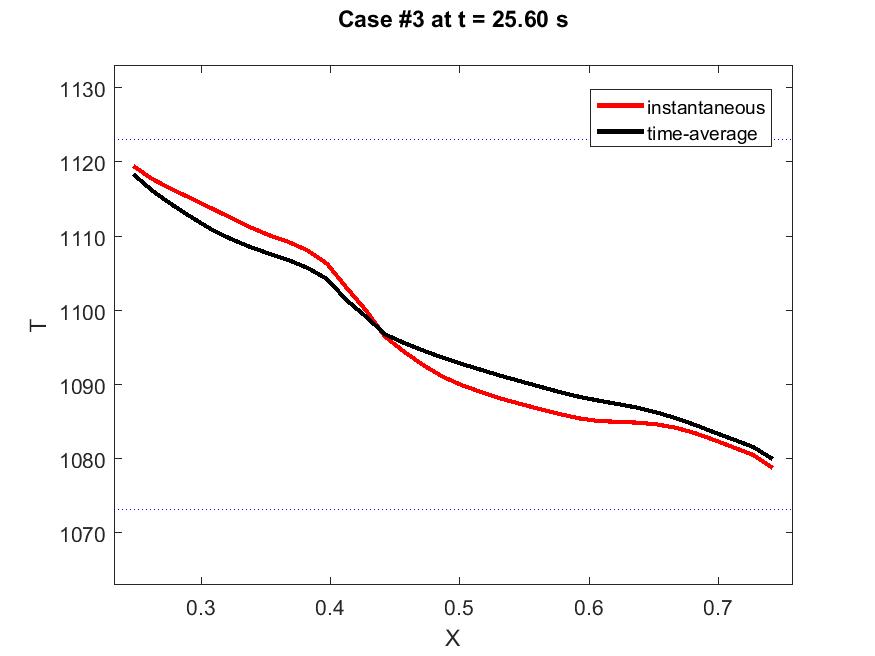 Case #3 at t = 25.60 s
1130
1120
1110
1100
1090
1080
1070
T
instantaneous
time-average
0.3 0.4 0.5 0.6 0.7
X